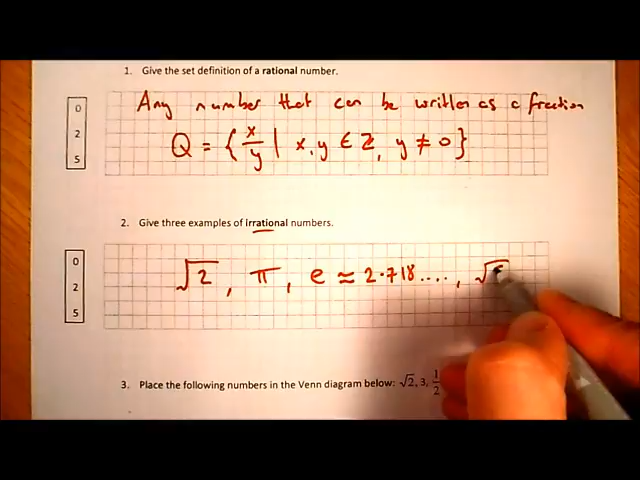 1. Give the set definition of a rational number.
Any number that can be written as a fraction
0
2
5
Q = { x/y | x, y ∈ Z, y ≠ 0 }
2. Give three examples of irrational numbers.
0
2
5
√2, π, e ≈ 2.718...., √
3. Place the following numbers in the Venn diagram below: √2, 3, 1/2